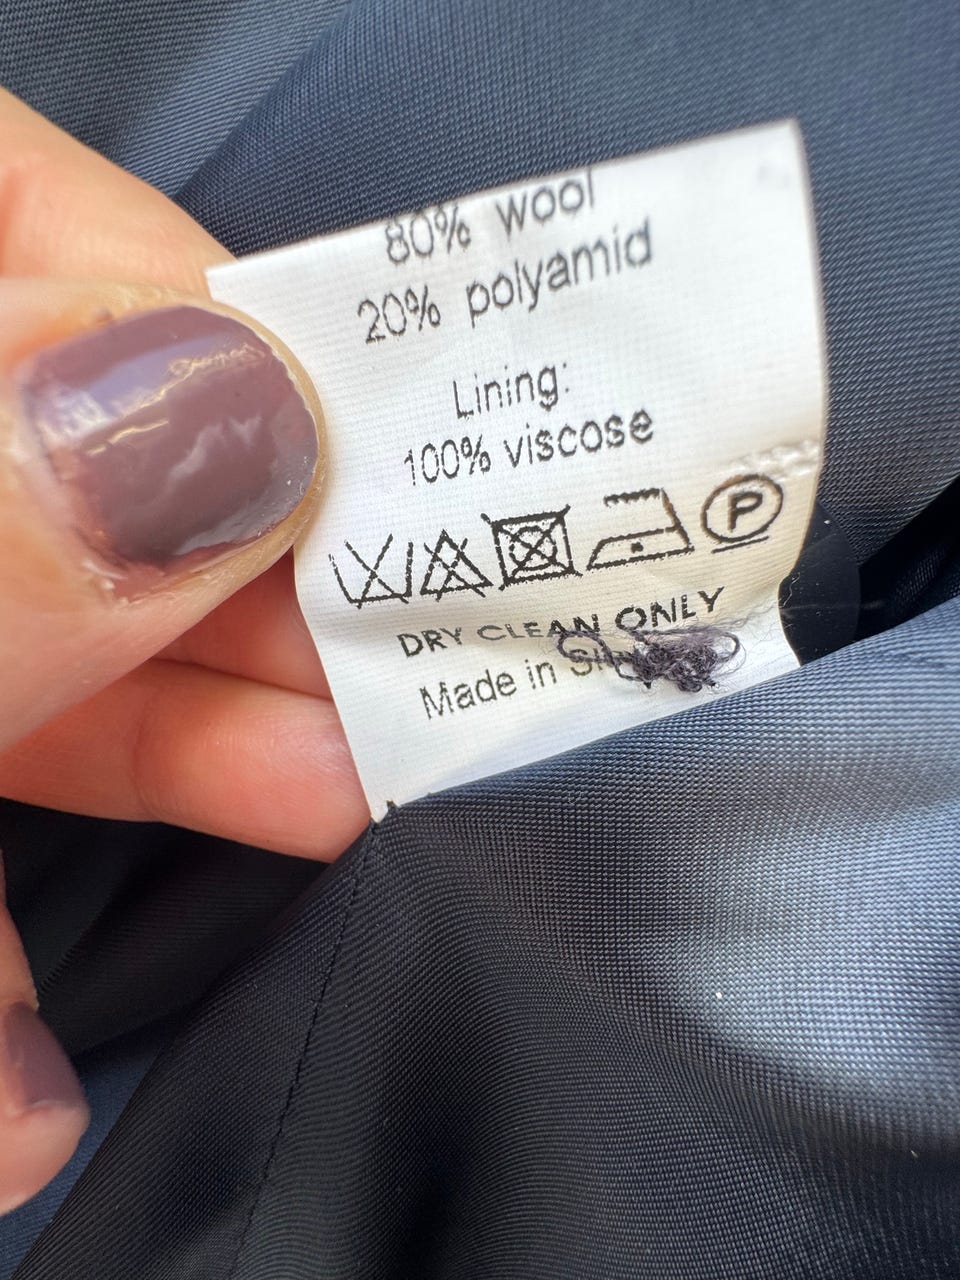 80% wool
20% polyamid
Lining:
100% viscose
P
DRY CLEAN ONLY
Made in